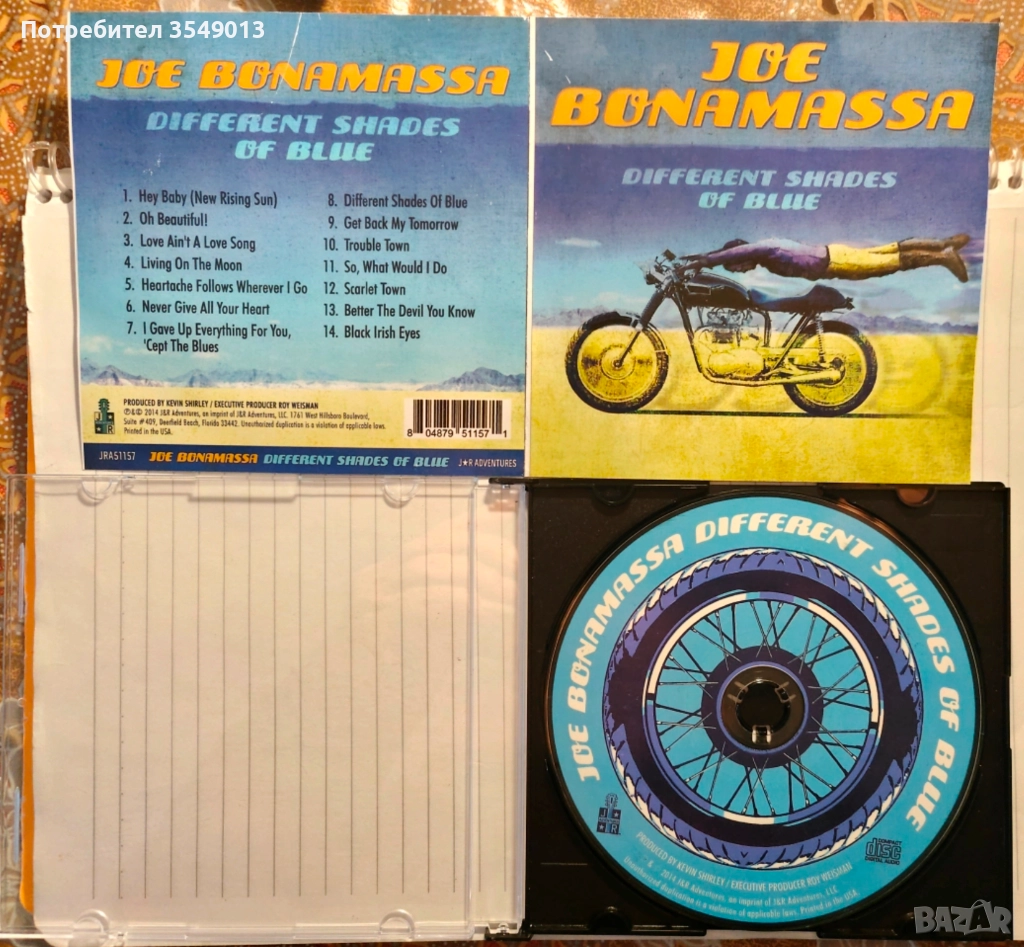 Потребител 3549013
JOE BONAMASSA
DIFFERENT SHADES
OF BLUE
1. Hey Baby (New Rising Sun)
2. Oh Beautiful!
3. Love Ain't A Love Song
4. Living On The Moon
5. Heartache Follows Wherever I Go
6. Never Give All Your Heart
7. I Gave Up Everything For You,
'Cept The Blues
8. Different Shades Of Blue
9. Get Back My Tomorrow
10. Trouble Town
11. So, What Would I Do
12. Scarlet Town
13. Better The Devil You Know
14. Black Irish Eyes
PRODUCED BY KEVIN SHIRLEY / EXECUTIVE PRODUCER ROY WEISMAN
℗&© 2014 J&R Adventures, an imprint of J&R Adventures, LLC. 1761 West Hillsboro Boulevard,
Suite #409, Deerfield Beach, Florida 33442. Unauthorized duplication is a violation of applicable laws.
Printed in the USA.
8 04879 51157 1
JRA51157 JOE BONAMASSA DIFFERENT SHADES OF BLUE J★R ADVENTURES
JOE
BONAMASSA
DIFFERENT SHADES
OF BLUE
JOE BONAMASSA DIFFERENT SHADES OF BLUE
J R
COMPACT
disc
DIGITAL AUDIO
PRODUCED BY KEVIN SHIRLEY / EXECUTIVE PRODUCER ROY WEISMAN
2014 J&R Adventures, an imprint of J&R Adventures, LLC.
Unauthorized duplication is a violation of applicable laws. Printed in the USA.
BAZAR